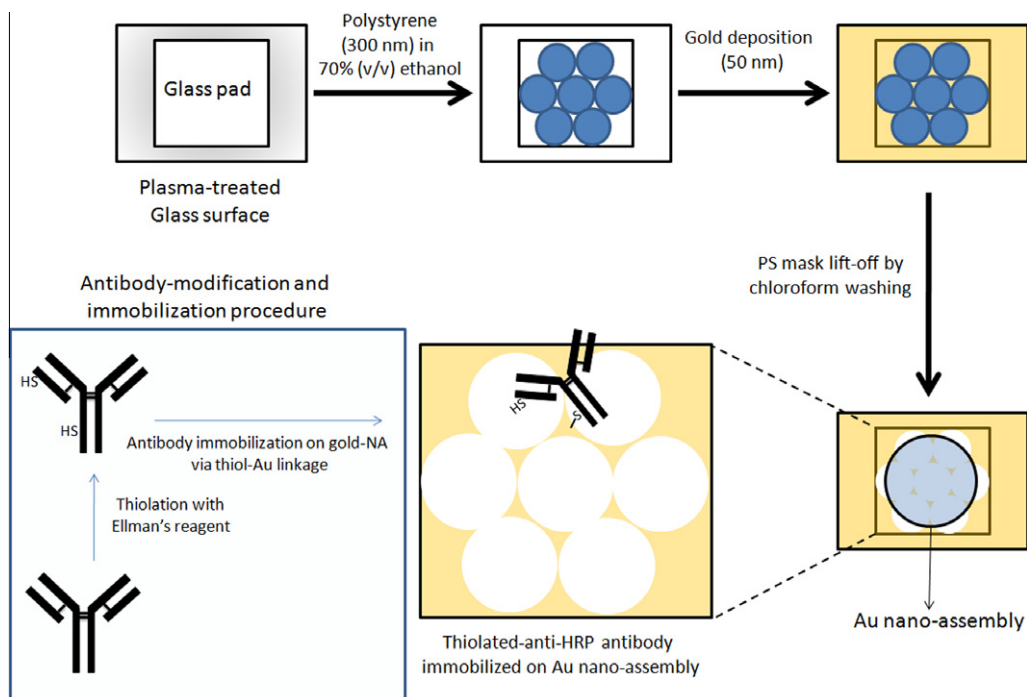 Glass pad
Polystyrene
(300 nm) in
70% (v/v) ethanol
Gold deposition
(50 nm)
Plasma-treated
Glass surface
PS mask lift-off by
chloroform washing
Antibody-modification and
immobilization procedure
HS
HS
Antibody immobilization on gold-NA
via thiol-Au linkage
Thiolation with
Ellman's reagent
HS
S
Thiolated-anti-HRP antibody
immobilized on Au nano-assembly
Au nano-assembly